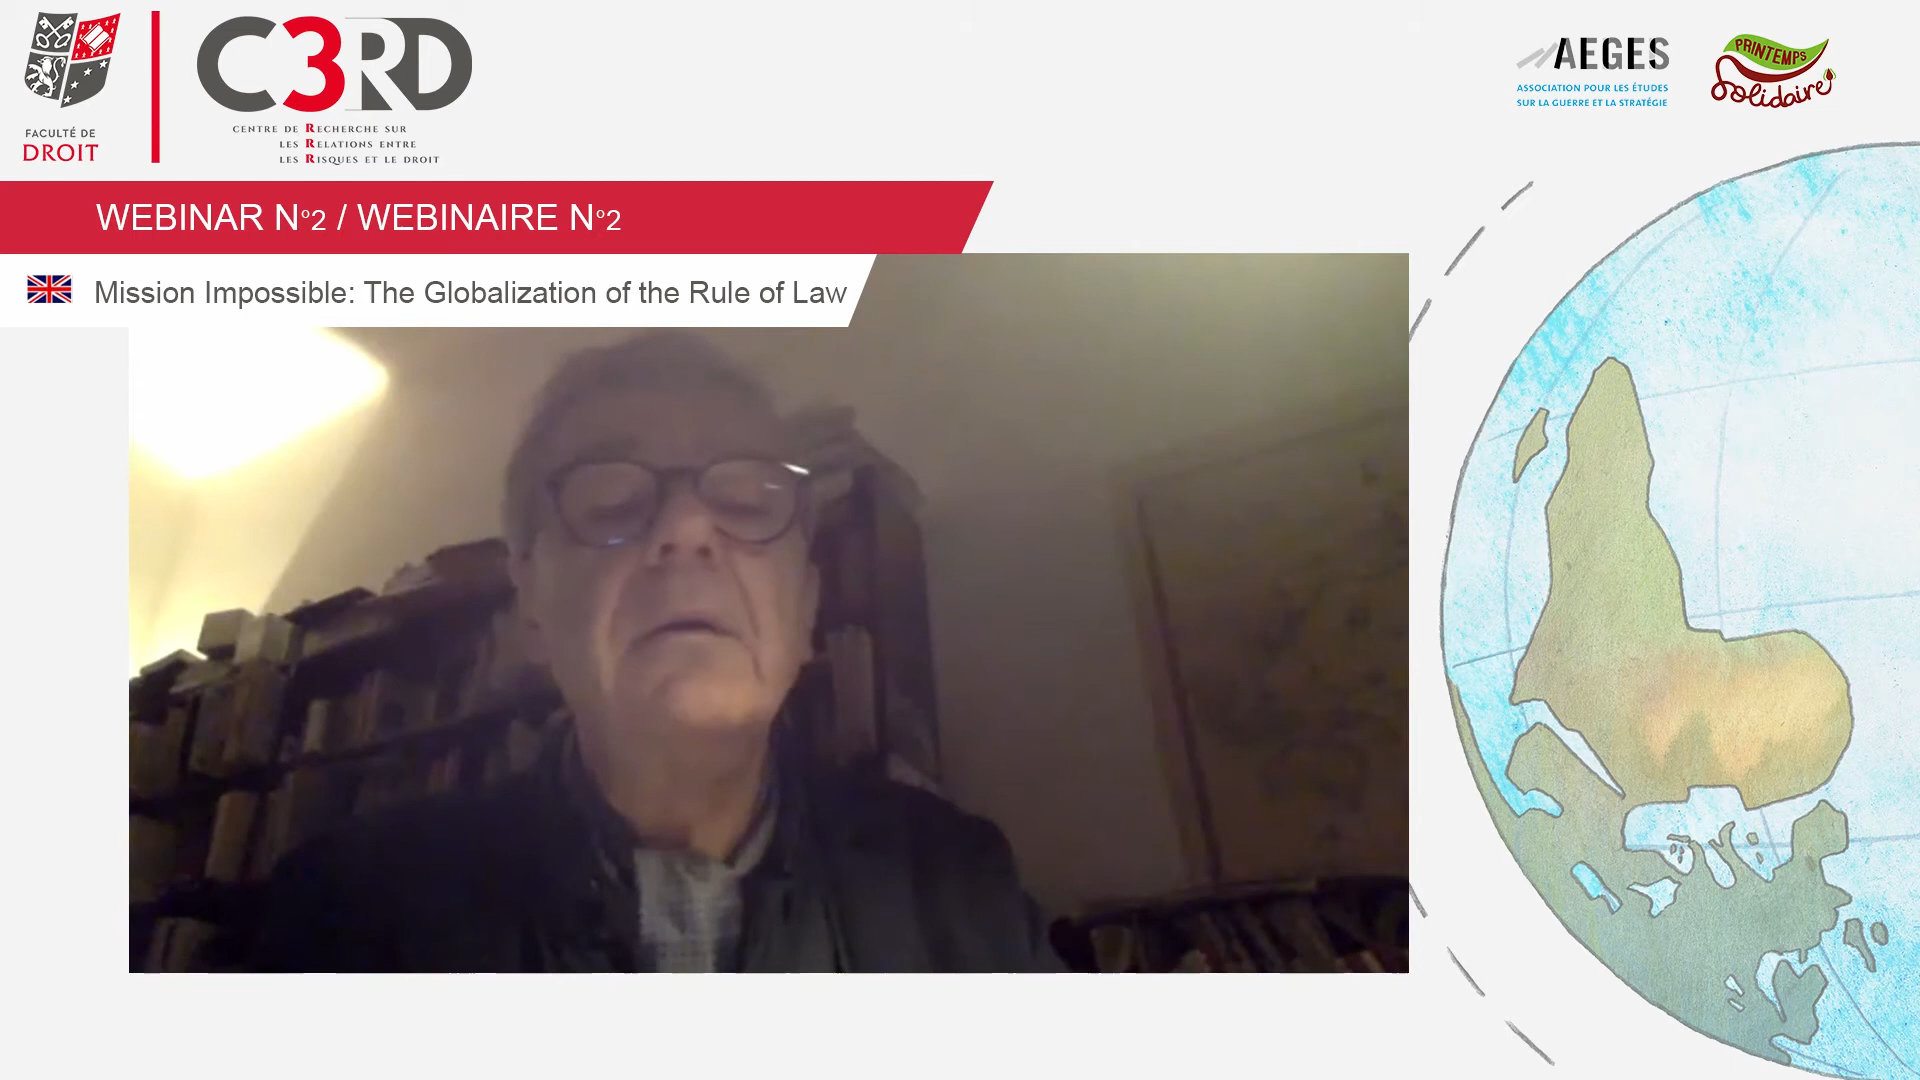 C3RD
CENTRE DE RECHERCHE SUR
LES RELATIONS ENTRE
LES RISQUES ET LE DROIT
FACULTÉ DE
DROIT
AEGES
ASSOCIATION POUR LES ÉTUDES
SUR LA GUERRE ET LA STRATÉGIE
PRINTEMPS
Solidaire
WEBINAR N°2 / WEBINAIRE N°2
Mission Impossible: The Globalization of the Rule of Law